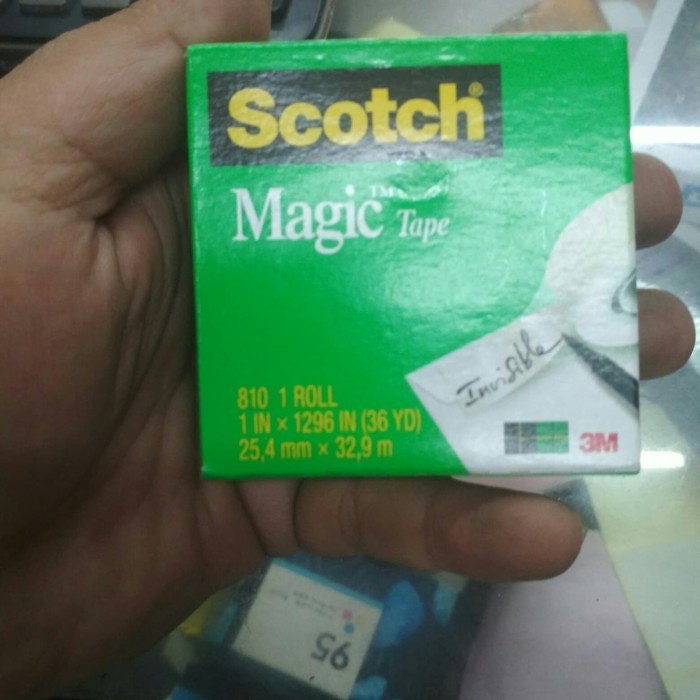 Scotch®
Magic™ Tape
Invisible
810 1 ROLL
1 IN × 1296 IN (36 YD)
25,4 mm × 32,9 m
3M
95